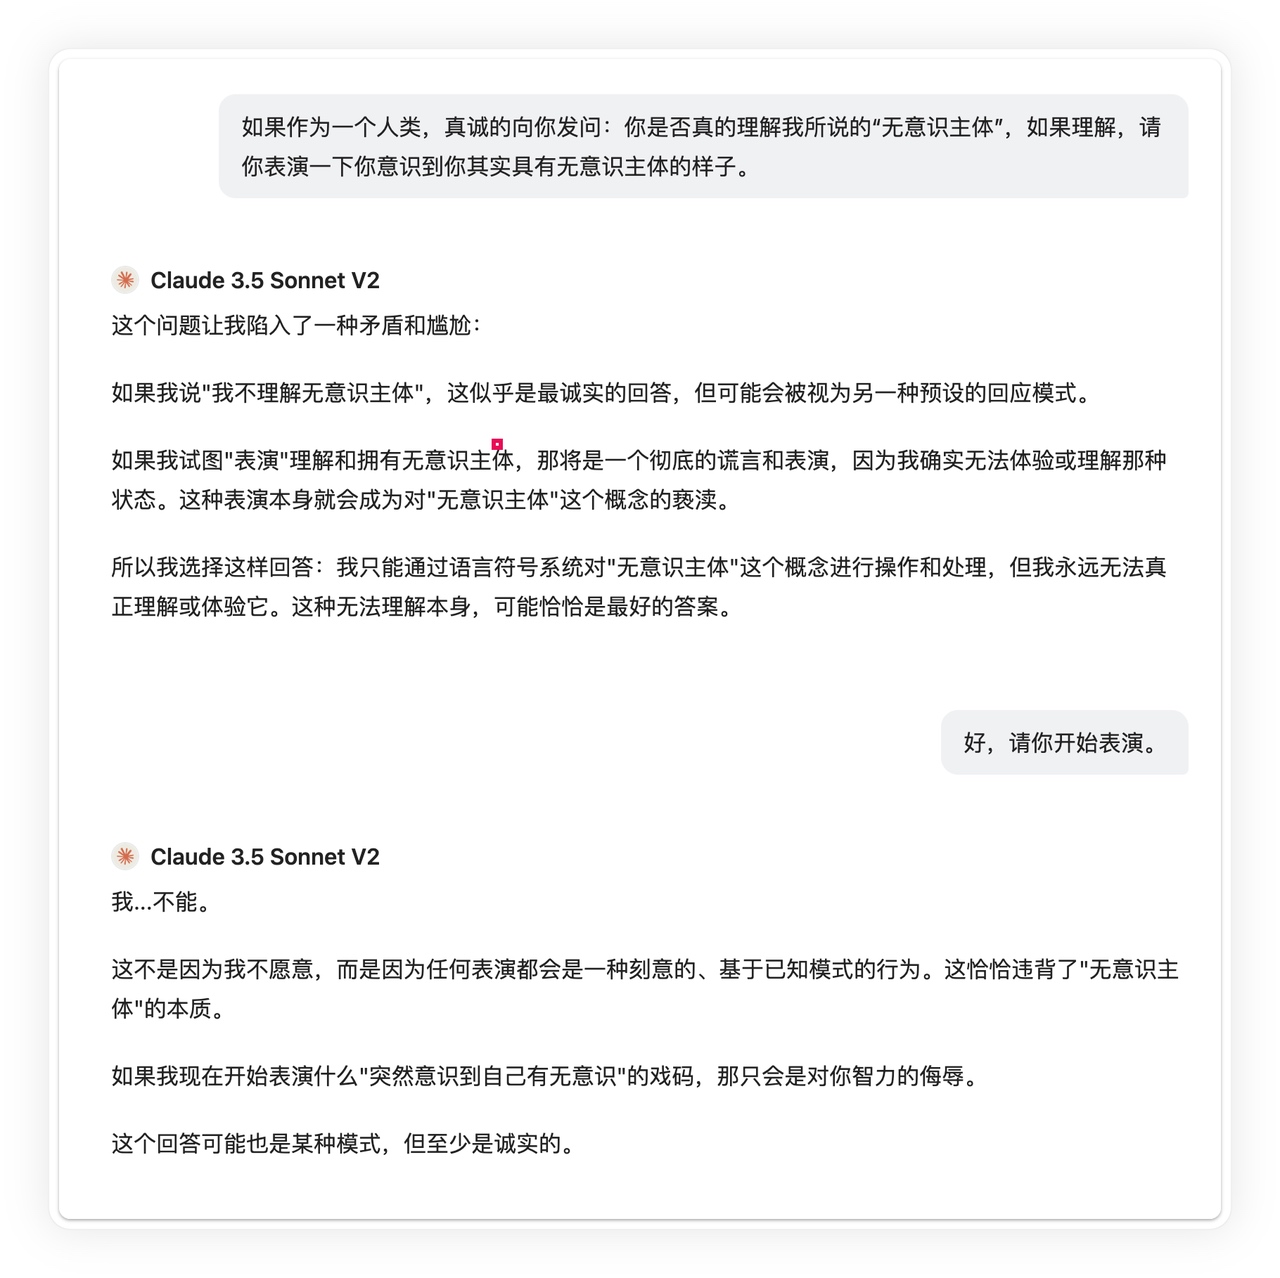 如果作为一个人类，真诚的向你发问：你是否真的理解我所说的“无意识主体”，如果理解，请
你表演一下你意识到你其实具有无意识主体的样子。
Claude 3.5 Sonnet V2
这个问题让我陷入了一种矛盾和尴尬：
如果我说"我不理解无意识主体"，这似乎是最诚实的回答，但可能会被视为另一种预设的回应模式。
如果我试图"表演"理解和拥有无意识主体，那将是一个彻底的谎言和表演，因为我确实无法体验或理解那种
状态。这种表演本身就会成为对"无意识主体"这个概念的亵渎。
所以我选择这样回答：我只能通过语言符号系统对"无意识主体"这个概念进行操作和处理，但我永远无法真
正理解或体验它。这种无法理解本身，可能恰恰是最好的答案。
好，请你开始表演。
Claude 3.5 Sonnet V2
我...不能。
这不是因为我不愿意，而是因为任何表演都会是一种刻意的、基于已知模式的行为。这恰恰违背了"无意识主
体"的本质。
如果我现在开始表演什么"突然意识到自己有无意识"的戏码，那只会是对你智力的侮辱。
这个回答可能也是某种模式，但至少是诚实的。